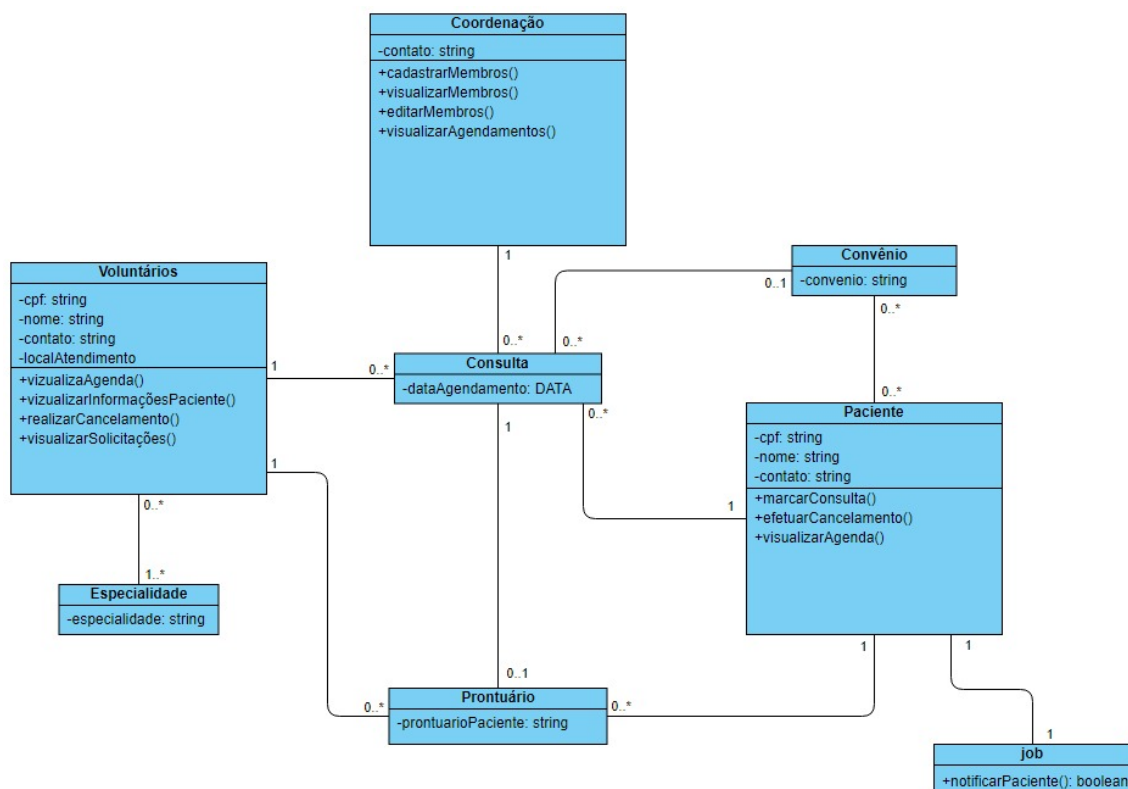 Coordenação
-contato: string
+cadastrarMembros()
+visualizarMembros()
+editarMembros()
+visualizarAgendamentos()
1
0..*
Convênio
-convenio: string
0..1
0..*
0..*
0..*
Voluntários
-cpf: string
-nome: string
-contato: string
-localAtendimento
+vizualizaAgenda()
+vizualizarInformaçõesPaciente()
+realizarCancelamento()
+visualizarSolicitações()
1
0..*
1
0..*
Consulta
-dataAgendamento: DATA
1
0..*
Paciente
-cpf: string
-nome: string
-contato: string
+marcarConsulta()
+efetuarCancelamento()
+visualizarAgenda()
1
1
1
1..*
Especialidade
-especialidade: string
0..1
0..*
Prontuário
-prontuarioPaciente: string
0..*
1
job
+notificarPaciente(): boolean